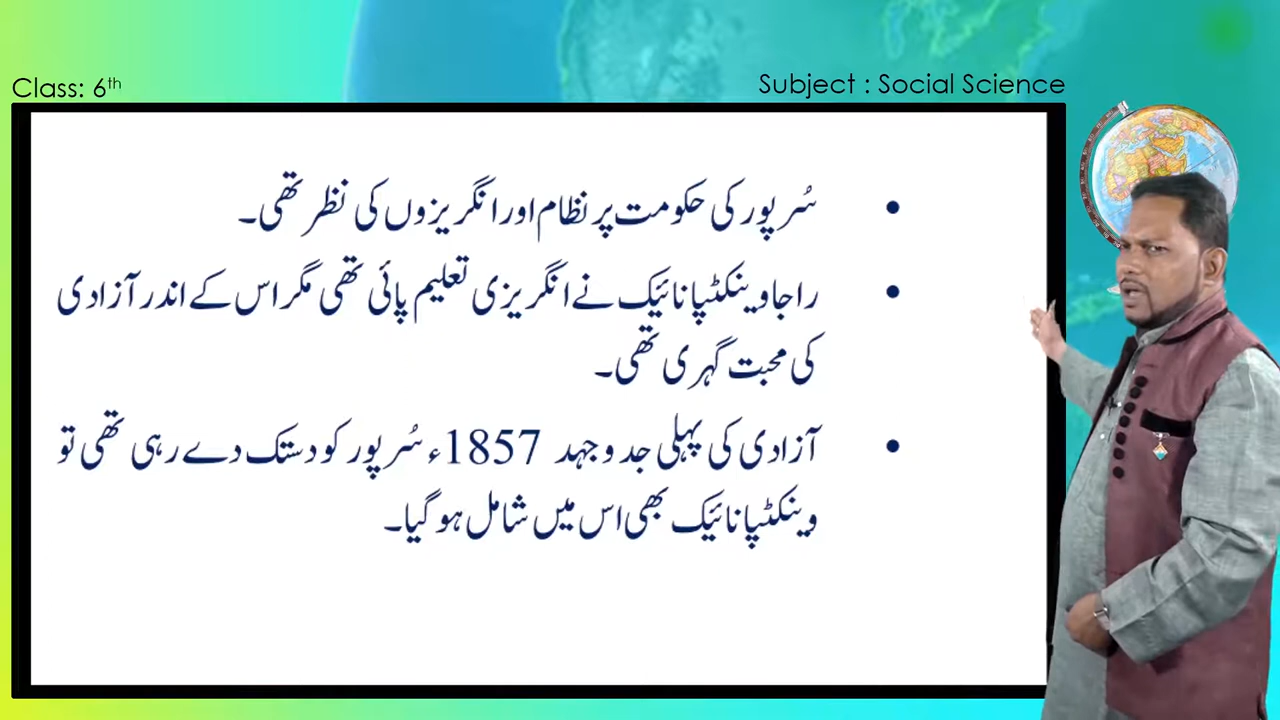 Class: 6th
Subject : Social Science
• سُرپور کی حکومت پر نظام اور انگریزوں کی نظر تھی۔
• راجا وینکٹپا نائیک نے انگریزی تعلیم پائی تھی مگر اس کے اندر آزادی
کی محبت گہری تھی۔
• آزادی کی پہلی جد و جہد 1857ء سُرپور کو دستک دے رہی تھی تو
وینکٹپا نائیک بھی اس میں شامل ہو گیا۔